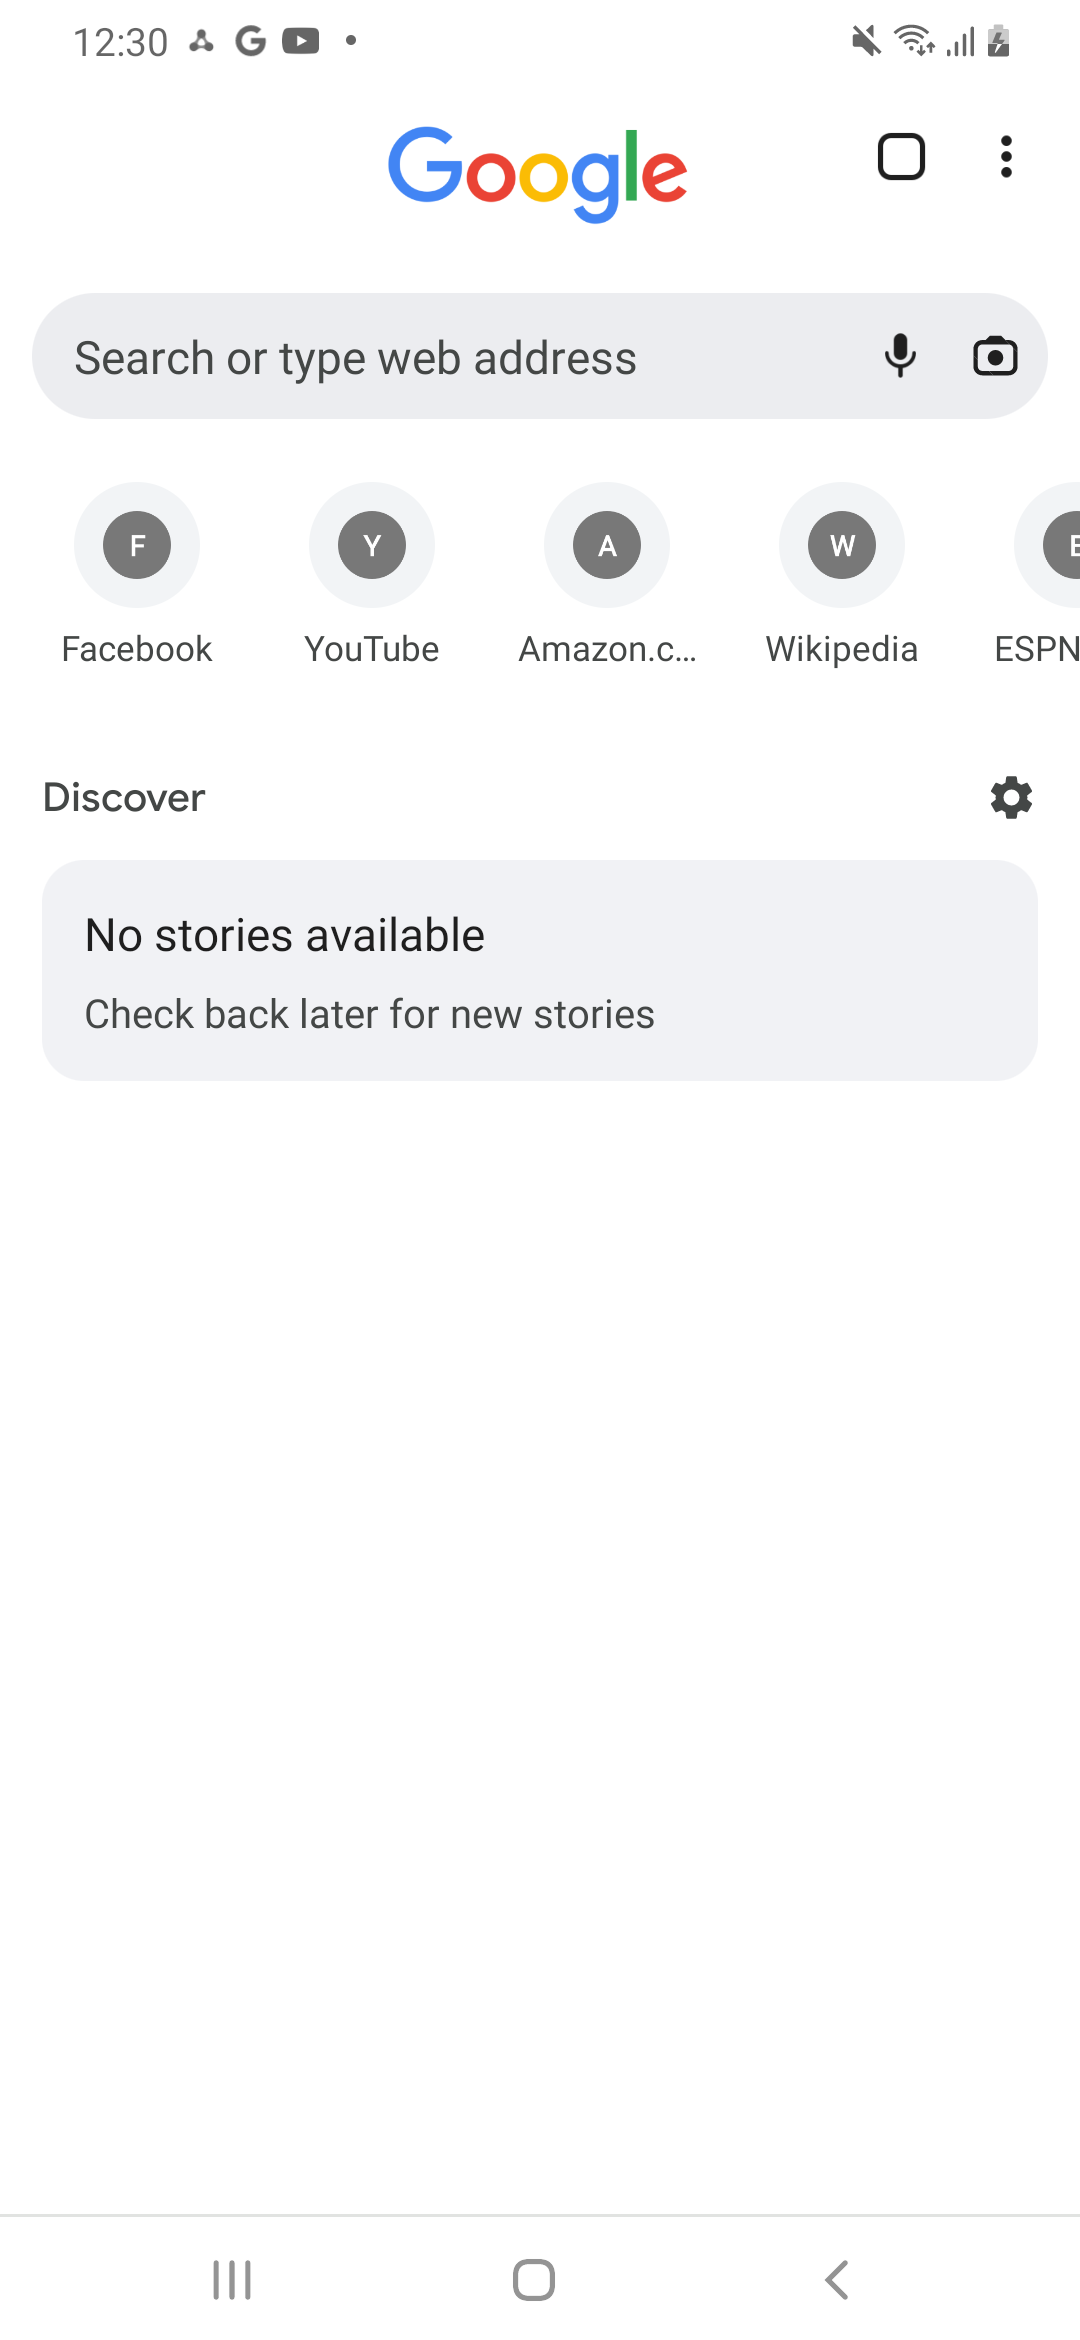 12:30
Google
Search or type web address
F Y A W E
Facebook YouTube Amazon.c... Wikipedia ESPN
Discover
No stories available
Check back later for new stories